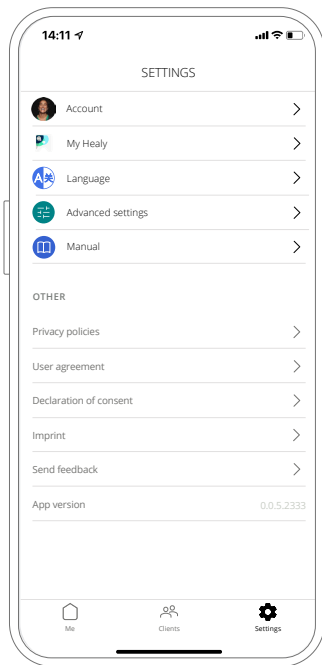 14:11
SETTINGS
Account
My Healy
Language
Advanced settings
Manual
OTHER
Privacy policies
User agreement
Declaration of consent
Imprint
Send feedback
App version 0.0.5.2333
Me Clients Settings